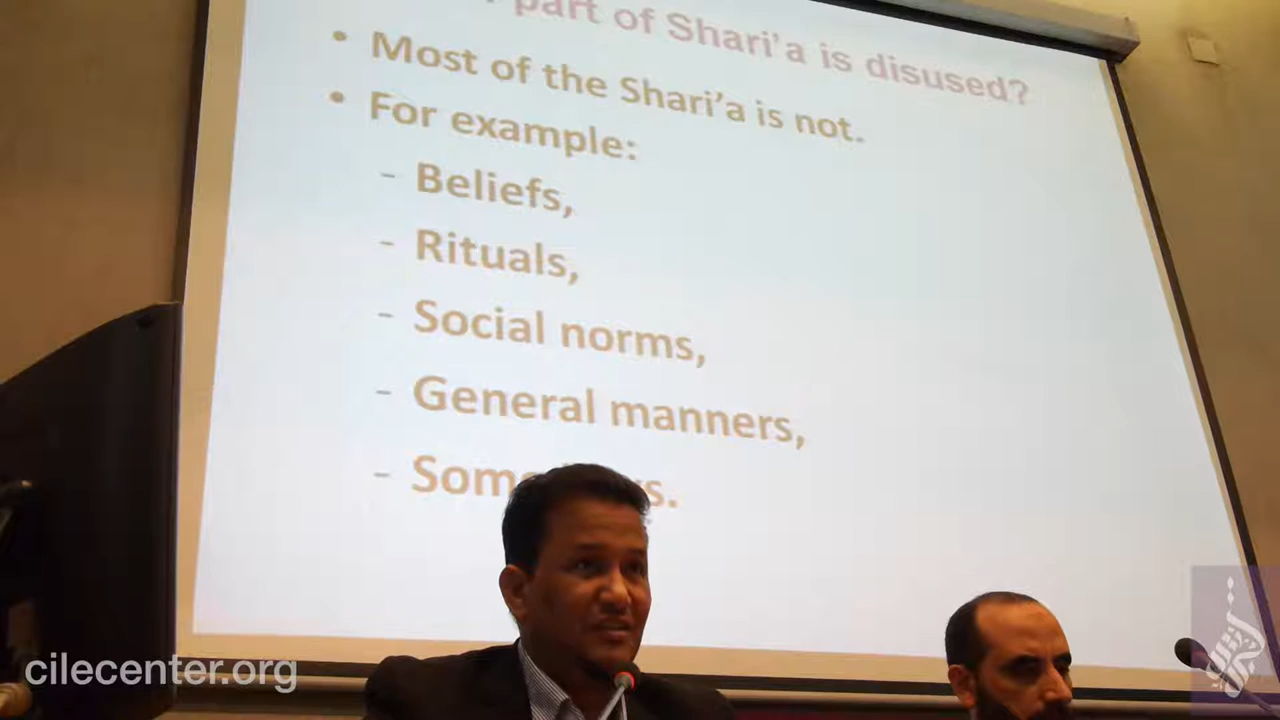 part of Shari'a is disused?
• Most of the Shari'a is not.
• For example:
- Beliefs,
- Rituals,
- Social norms,
- General manners,
- Some
cilecenter.org